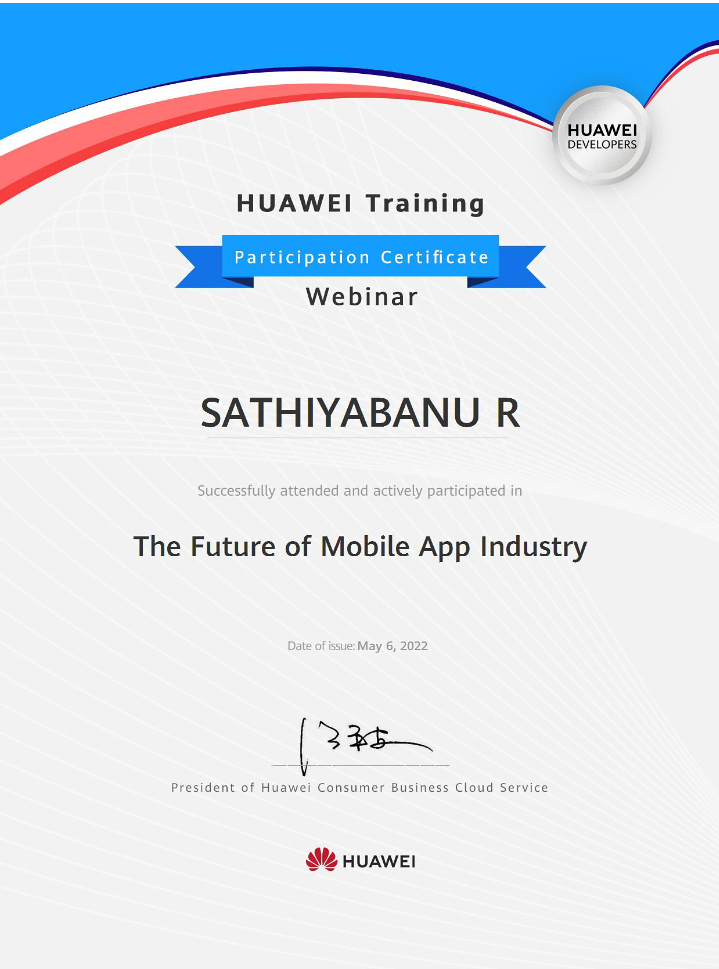 HUAWEI
DEVELOPERS
HUAWEI Training
Participation Certificate
Webinar
SATHIYABANU R
Successfully attended and actively participated in
The Future of Mobile App Industry
Date of issue: May 6, 2022
President of Huawei Consumer Business Cloud Service
HUAWEI